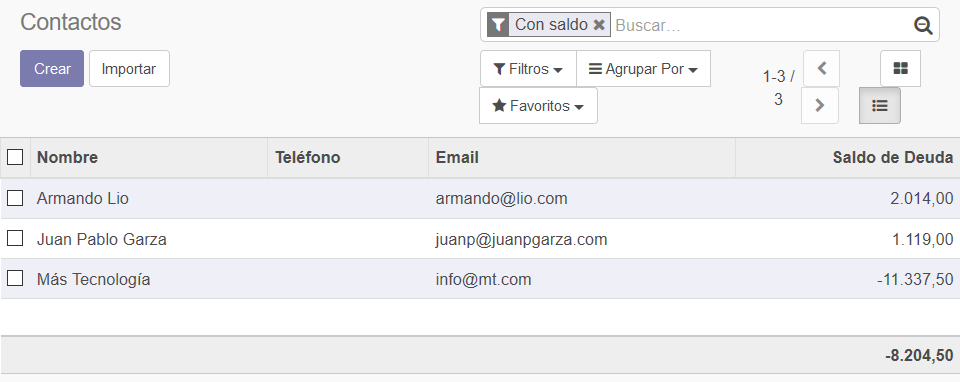 Contactos
Con saldo ✖ Buscar...
Crear Importar
Filtros Agrupar Por
Favoritos
1-3 /
3
Nombre Teléfono Email Saldo de Deuda
Armando Lio armando@lio.com 2.014,00
Juan Pablo Garza juanp@juanpgarza.com 1.119,00
Más Tecnología info@mt.com -11.337,50
-8.204,50